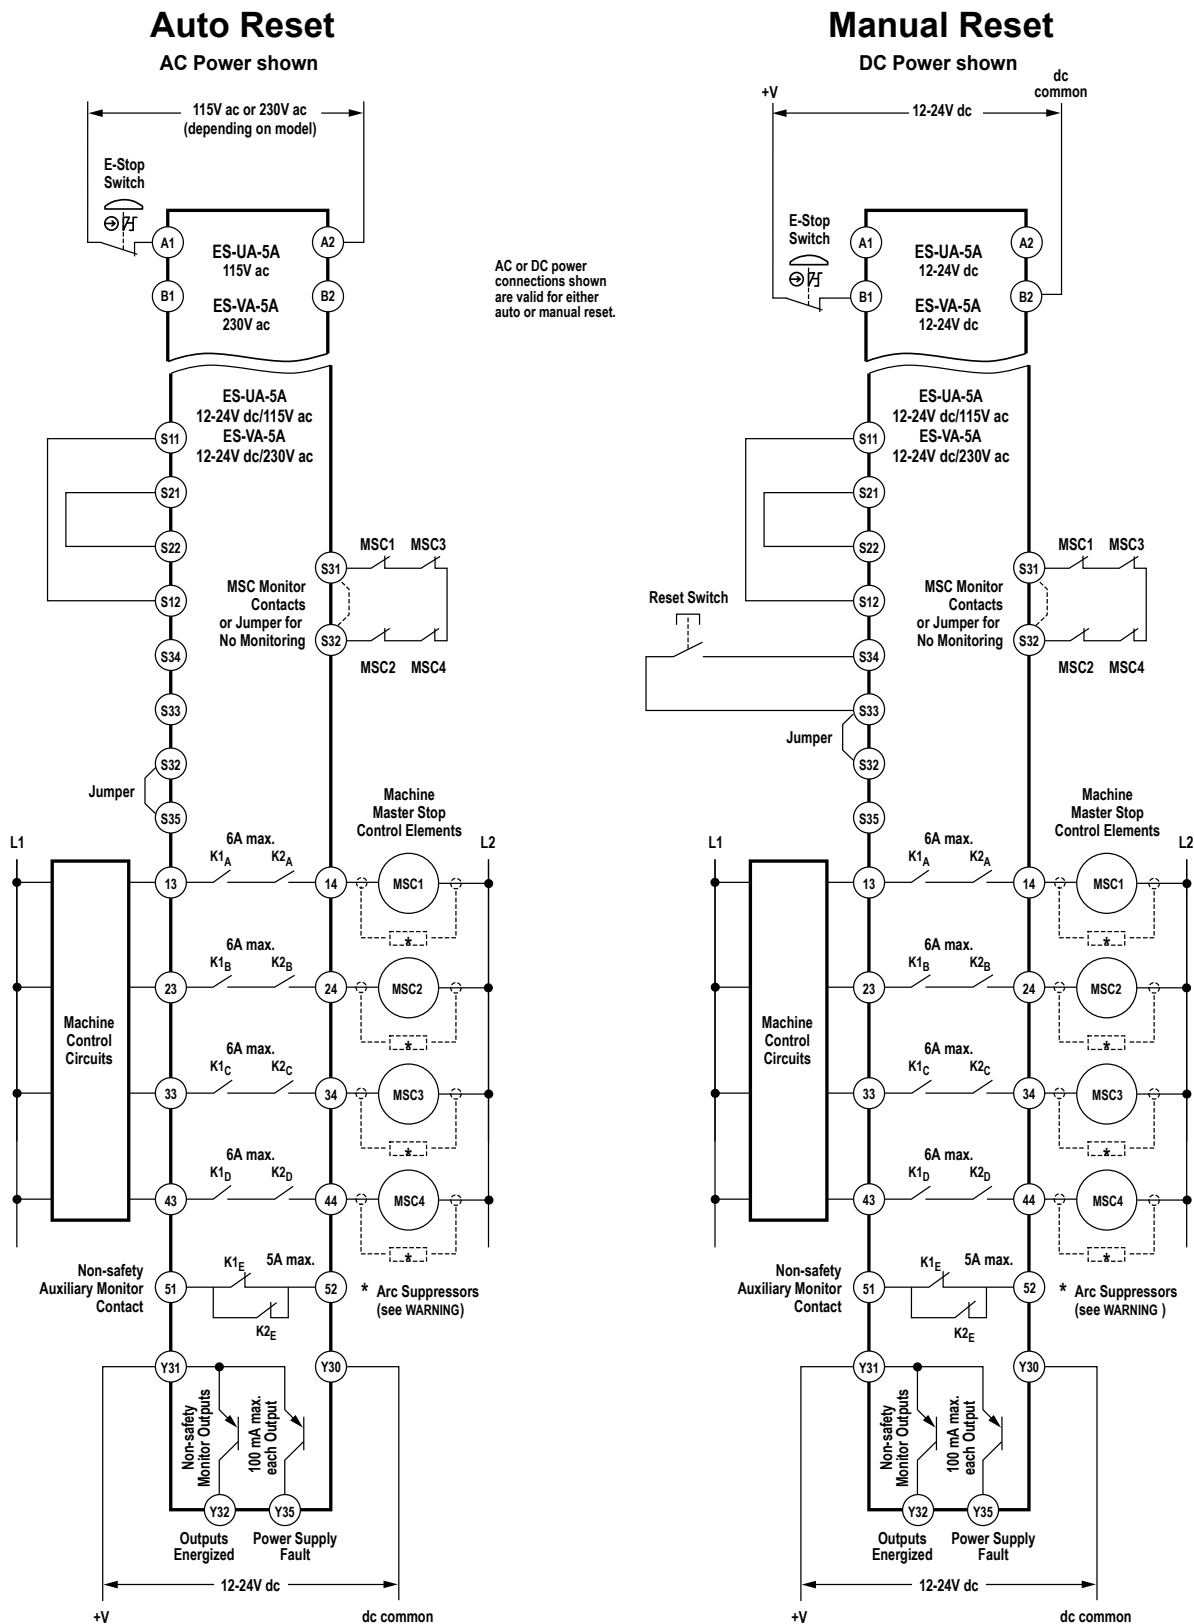 Auto Reset
AC Power shown
115V ac or 230V ac
(depending on model)
E-Stop
Switch
A1
A2
ES-UA-5A
115V ac
B1
B2
ES-VA-5A
230V ac
AC or DC power
connections shown
are valid for either
auto or manual reset.
ES-UA-5A
12-24V dc/115V ac
ES-VA-5A
12-24V dc/230V ac
S11
S21
S22
S12
S34
S33
S32
S35
Jumper
S31
S32
MSC1 MSC3
MSC Monitor
Contacts
or Jumper for
No Monitoring
MSC2 MSC4
Machine
Master Stop
Control Elements
L1
L2
Machine
Control
Circuits
6A max.
13 K1A K2A 14 MSC1
*
6A max.
23 K1B K2B 24 MSC2
*
6A max.
33 K1C K2C 34 MSC3
*
6A max.
43 K1D K2D 44 MSC4
*
Non-safety
Auxiliary Monitor
Contact
51 K1E 5A max. 52
K2E
* Arc Suppressors
(see WARNING)
Y31
Y30
Non-safety
Monitor Outputs
100 mA max.
each Output
Y32
Y35
Outputs
Energized
Power Supply
Fault
12-24V dc
+V
dc common
Manual Reset
DC Power shown
+V
dc
common
12-24V dc
E-Stop
Switch
A1
A2
ES-UA-5A
12-24V dc
B1
B2
ES-VA-5A
12-24V dc
ES-UA-5A
12-24V dc/115V ac
ES-VA-5A
12-24V dc/230V ac
S11
S21
S22
S12
Reset Switch
S34
S33
Jumper
S32
S35
S31
S32
MSC1 MSC3
MSC Monitor
Contacts
or Jumper for
No Monitoring
MSC2 MSC4
Machine
Master Stop
Control Elements
L1
L2
Machine
Control
Circuits
6A max.
13 K1A K2A 14 MSC1
*
6A max.
23 K1B K2B 24 MSC2
*
6A max.
33 K1C K2C 34 MSC3
*
6A max.
43 K1D K2D 44 MSC4
*
Non-safety
Auxiliary Monitor
Contact
51 K1E 5A max. 52
K2E
* Arc Suppressors
(see WARNING )
Y31
Y30
Non-safety
Monitor Outputs
100 mA max.
each Output
Y32
Y35
Outputs
Energized
Power Supply
Fault
12-24V dc
+V
dc common